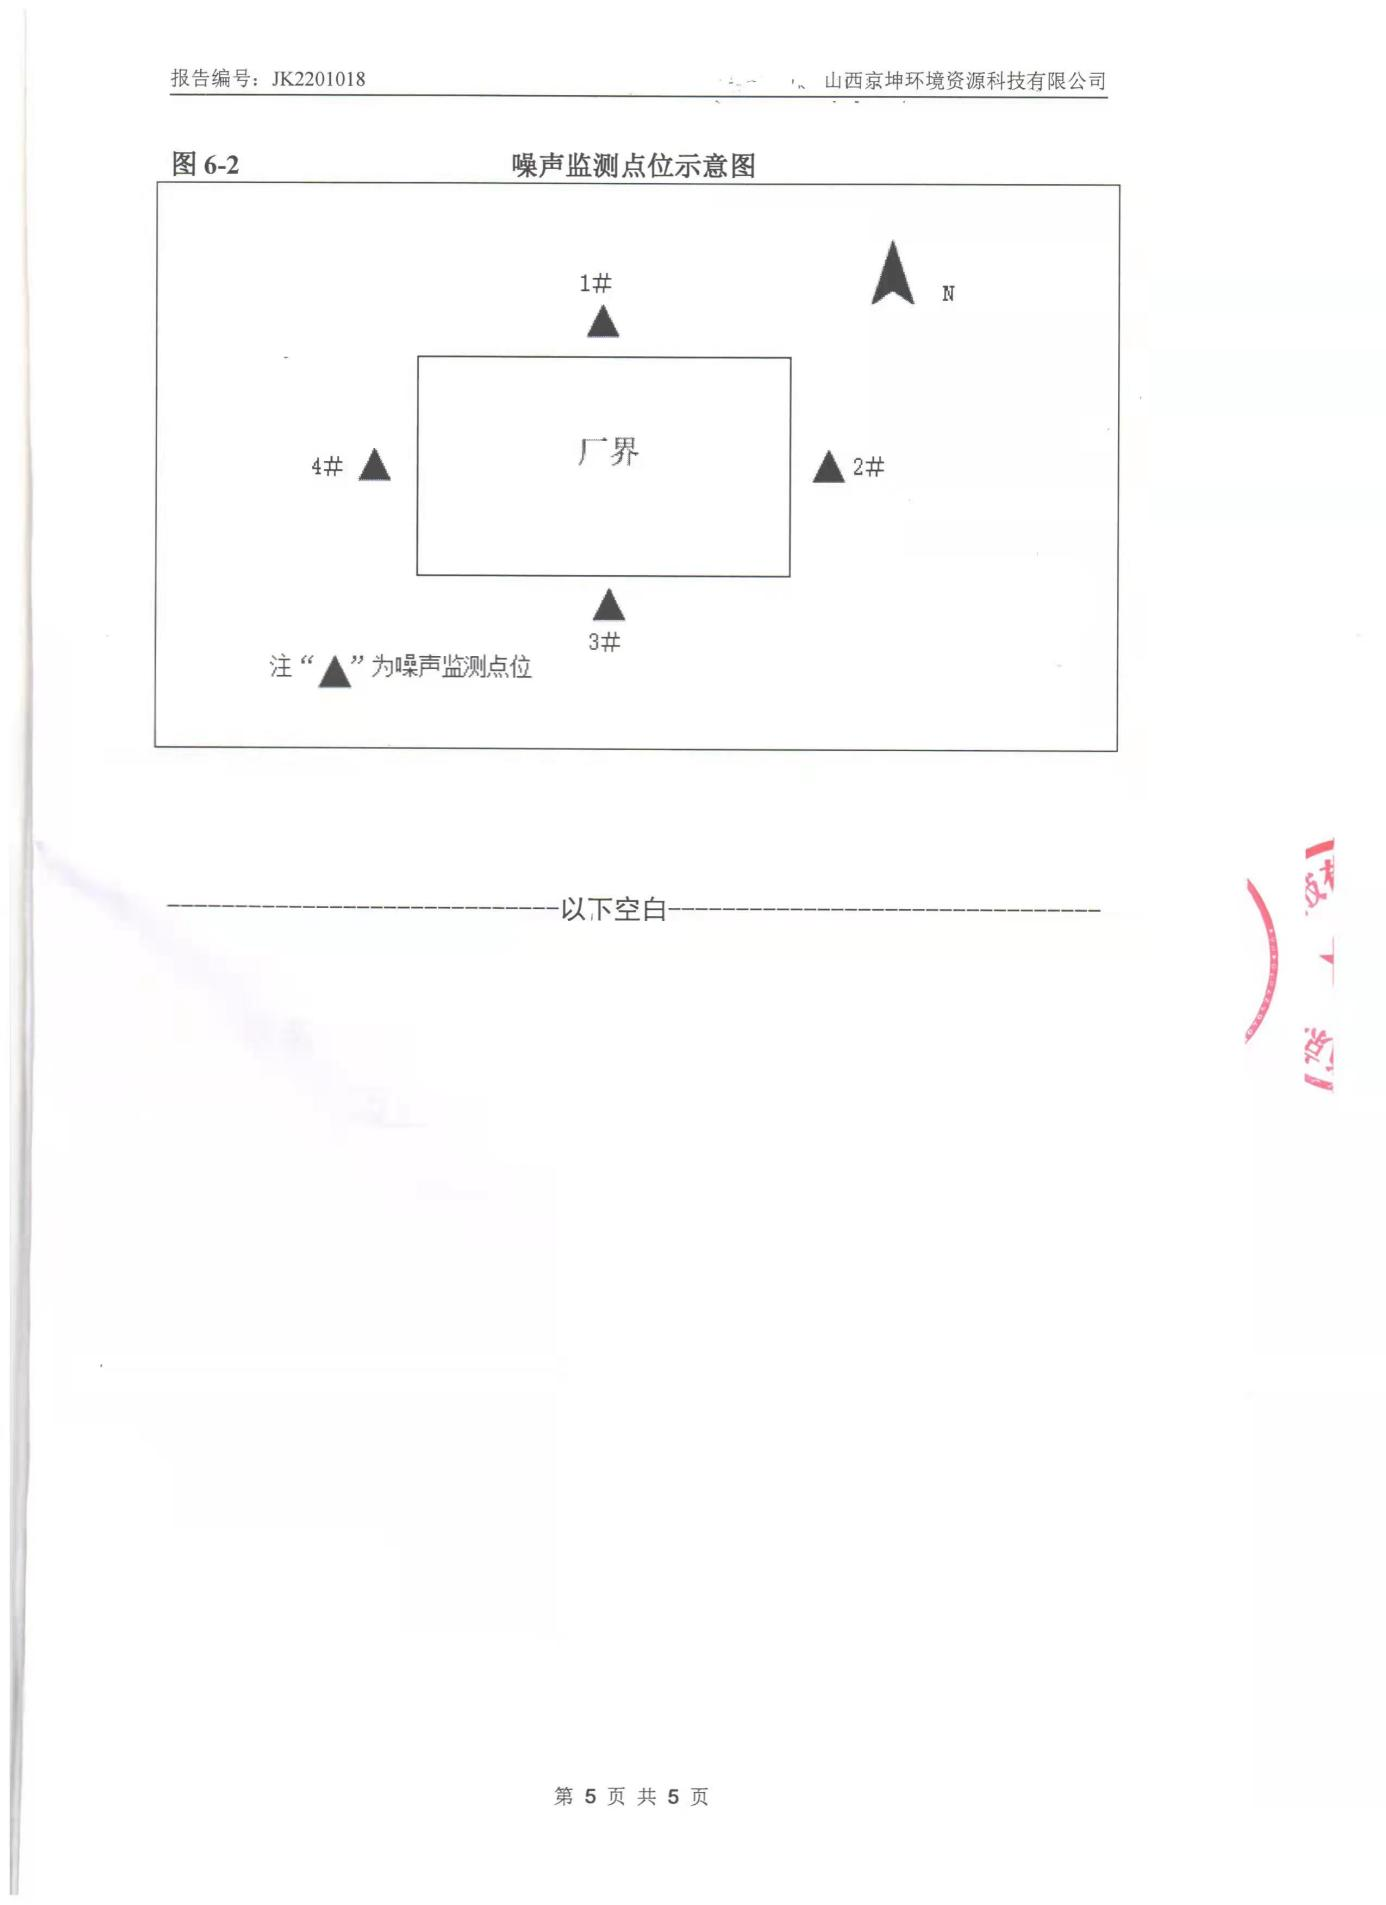 报告编号：JK2201018 山西京坤环境资源科技有限公司
图 6-2 噪声监测点位示意图
N
1#
厂界
4# ▲ ▲ 2#
3#
注“▲”为噪声监测点位
以下空白
第 5 页 共 5 页